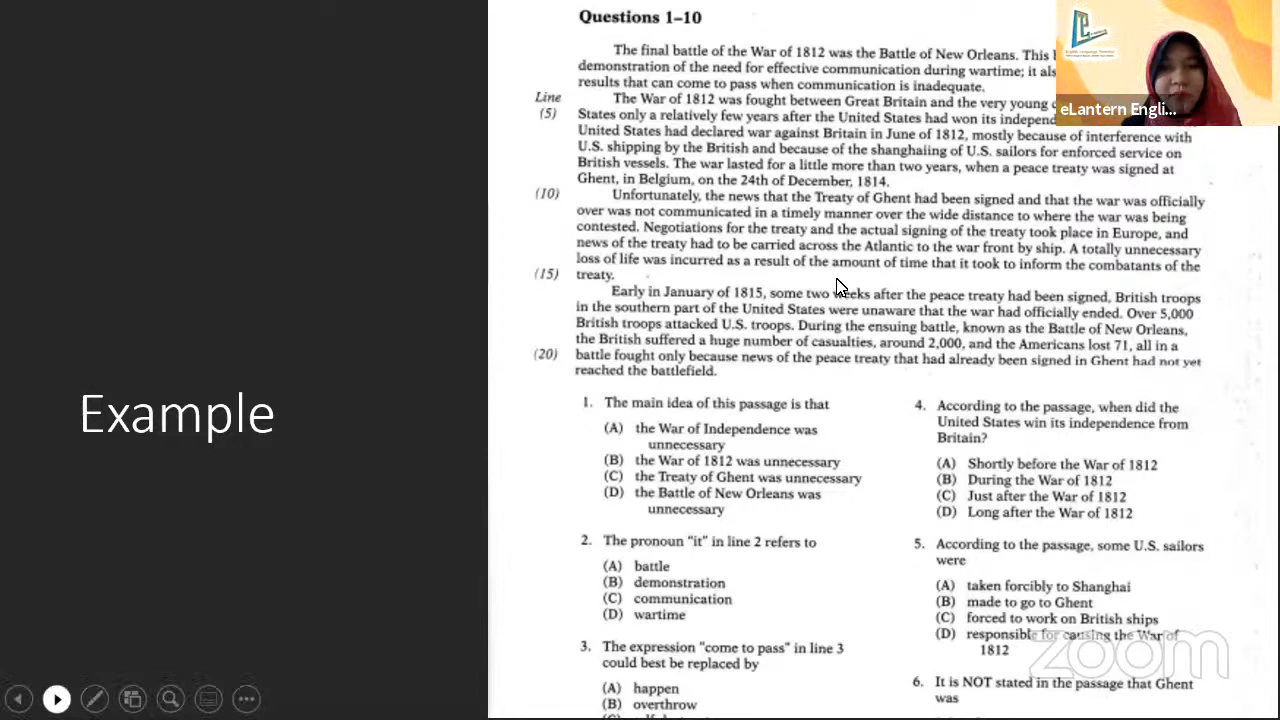 Example
Questions 1–10
The final battle of the War of 1812 was the Battle of New Orleans. This
demonstration of the need for effective communication during wartime; it
results that can come to pass when communication is inadequate.
Line
The War of 1812 was fought between Great Britain and the very young
(5)
States only a relatively few years after the United States had won its
United States had declared war against Britain in June of 1812, mostly because of interference with
U.S. shipping by the British and because of the shanghaiing of U.S. sailors for enforced service on
British vessels. The war lasted for a little more than two years, when a peace treaty was signed at
Ghent, in Belgium, on the 24th of December, 1814.
(10)
Unfortunately, the news that the Treaty of Ghent had been signed and that the war was officially
over was not communicated in a timely manner over the wide distance to where the war was being
contested. Negotiations for the treaty and the actual signing of the treaty took place in Europe, and
news of the treaty had to be carried across the Atlantic to the war front by ship. A totally unnecessary
loss of life was incurred as a result of the amount of time that it took to inform the combatants of the
(15)
treaty.
Early in January of 1815, some two weeks after the peace treaty had been signed, British troops
in the southern part of the United States were unaware that the war had officially ended. Over 5,000
British troops attacked U.S. troops. During the ensuing battle, known as the Battle of New Orleans,
the British suffered a huge number of casualties, around 2,000, and the Americans lost 71, all in a
(20)
battle fought only because news of the peace treaty that had already been signed in Ghent had not yet
reached the battlefield.
1. The main idea of this passage is that
(A) the War of Independence was
unnecessary
(B) the War of 1812 was unnecessary
(C) the Treaty of Ghent was unnecessary
(D) the Battle of New Orleans was
unnecessary
2. The pronoun "it" in line 2 refers to
(A) battle
(B) demonstration
(C) communication
(D) wartime
3. The expression "come to pass" in line 3
could best be replaced by
(A) happen
(B) overthrow
4. According to the passage, when did the
United States win its independence from
Britain?
(A) Shortly before the War of 1812
(B) During the War of 1812
(C) Just after the War of 1812
(D) Long after the War of 1812
5. According to the passage, some U.S. sailors
were
(A) taken forcibly to Shanghai
(B) made to go to Ghent
(C) forced to work on British ships
(D) responsible for causing the War of
1812
6. It is NOT stated in the passage that Ghent
was
eLantern Engli...
zoom